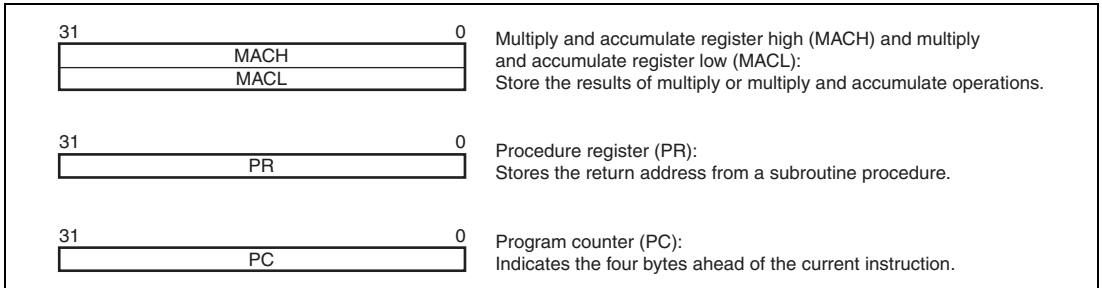 31 0
MACH
MACL
Multiply and accumulate register high (MACH) and multiply
and accumulate register low (MACL):
Store the results of multiply or multiply and accumulate operations.
31 0
PR
Procedure register (PR):
Stores the return address from a subroutine procedure.
31 0
PC
Program counter (PC):
Indicates the four bytes ahead of the current instruction.